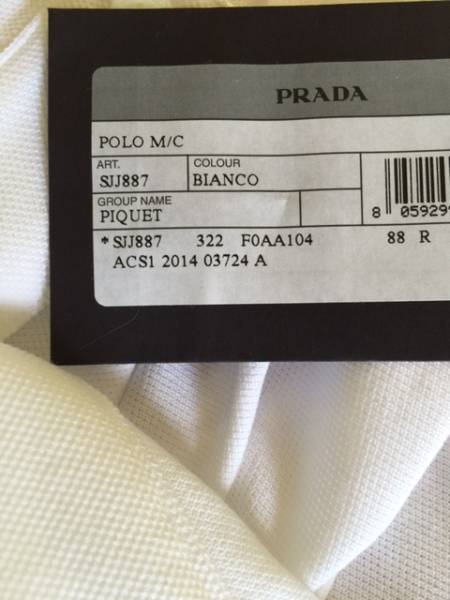 PRADA
POLO M/C
ART. COLOUR
SJJ887 BIANCO
GROUP NAME
PIQUET
8 05929
* SJJ887 322 F0AA104 88 R
ACS1 2014 03724 A